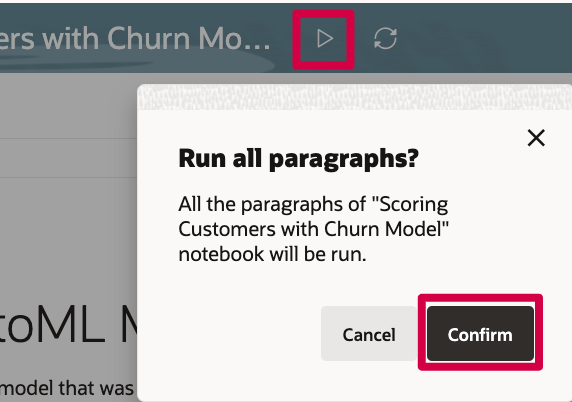 ers with Churn Mo...
Run all paragraphs?
All the paragraphs of "Scoring
Customers with Churn Model"
notebook will be run.
toML M
Cancel
Confirm
model that was